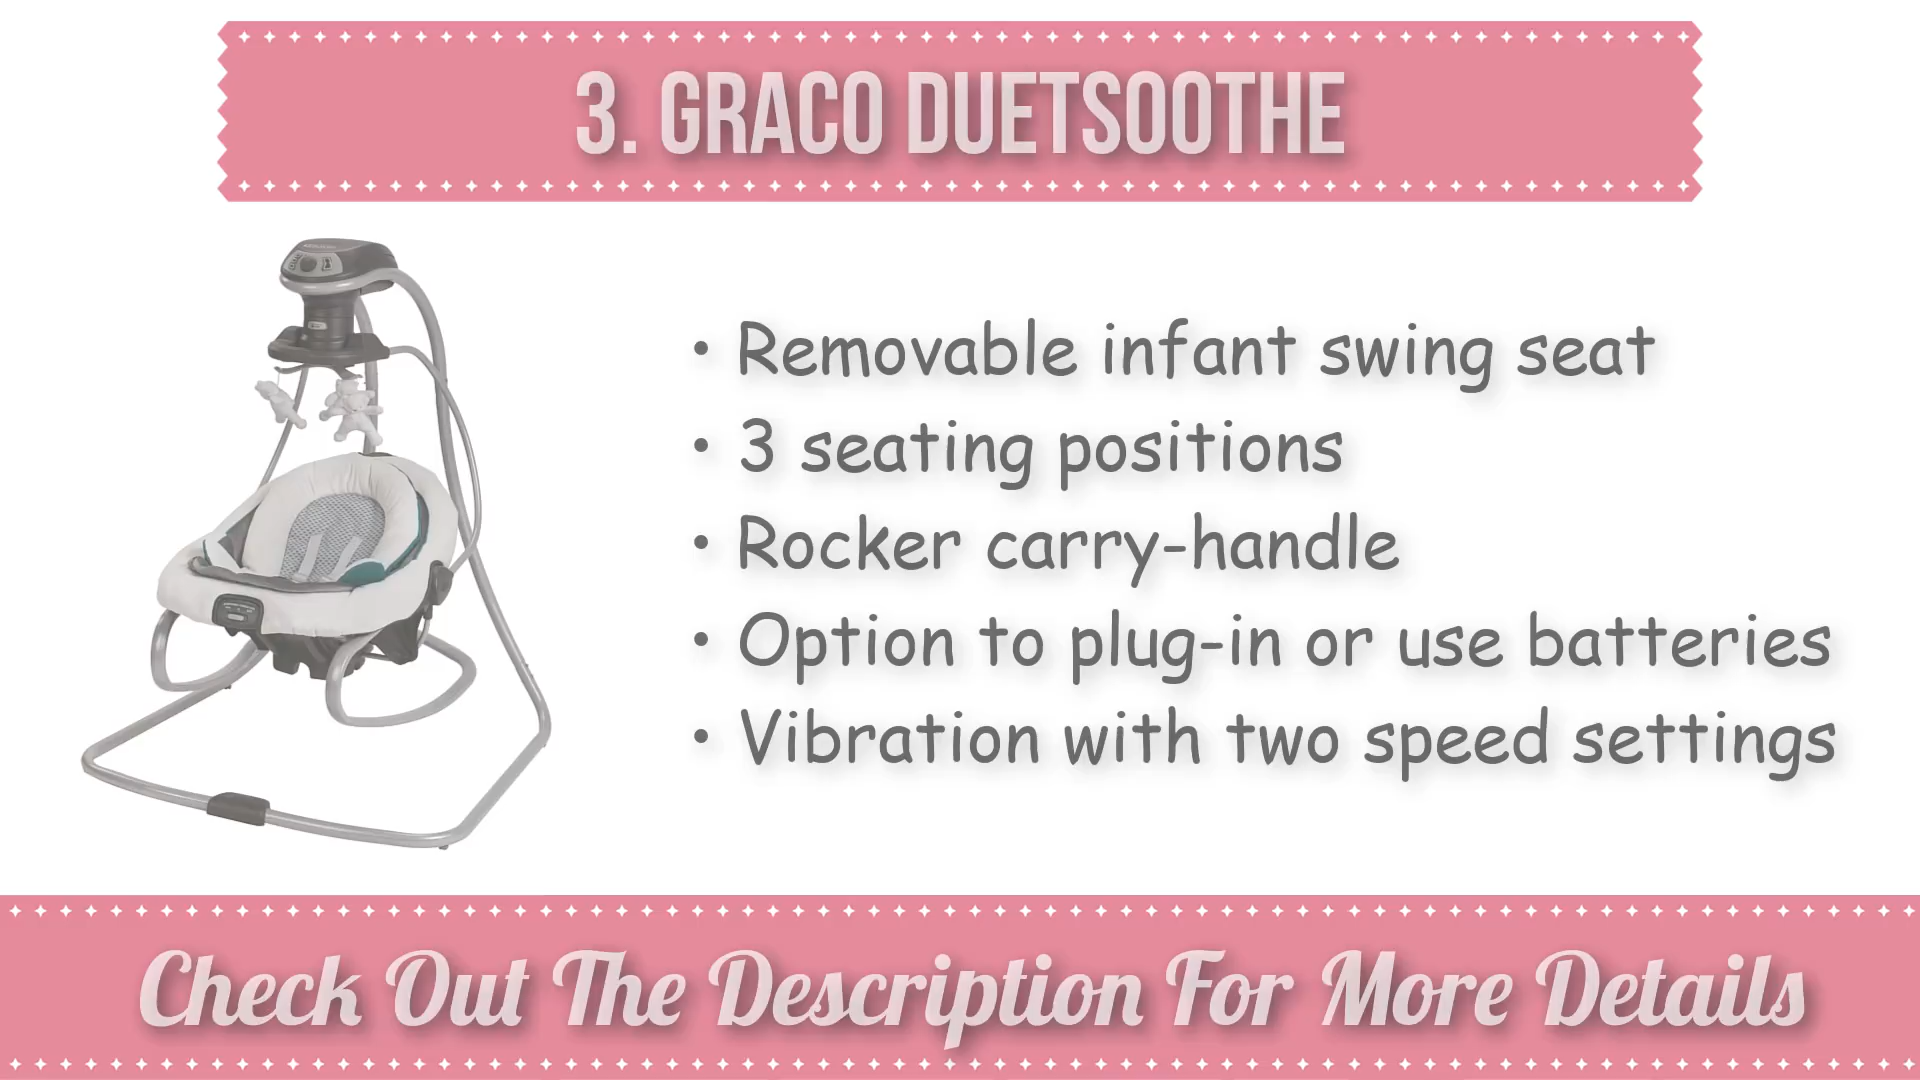 3. GRACO DUETSOOTHE
• Removable infant swing seat
• 3 seating positions
• Rocker carry-handle
• Option to plug-in or use batteries
• Vibration with two speed settings
Check Out The Description For More Details